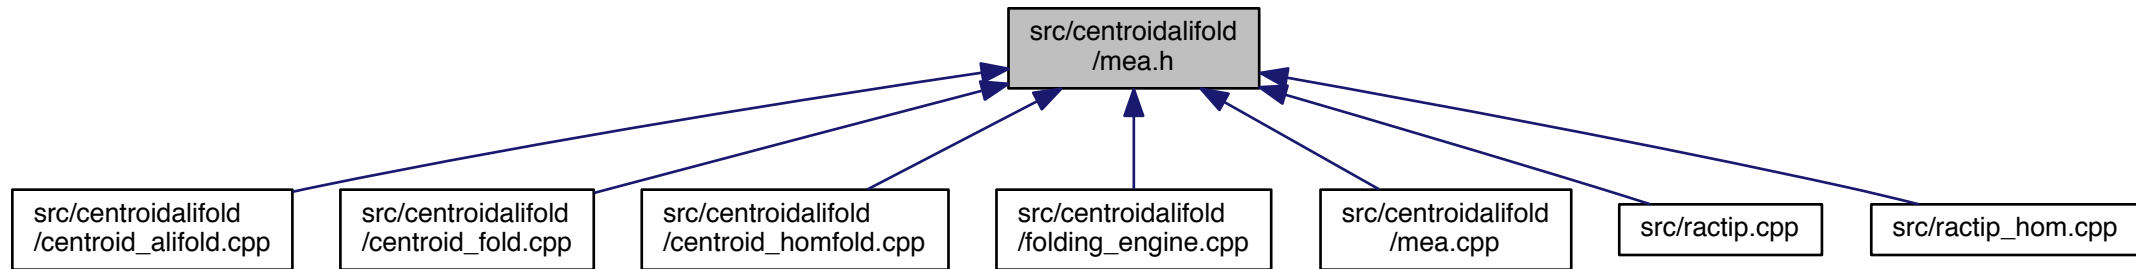 src/centroidalifold
/mea.h
src/centroidalifold
/centroid_alifold.cpp
src/centroidalifold
/centroid_fold.cpp
src/centroidalifold
/centroid_homfold.cpp
src/centroidalifold
/folding_engine.cpp
src/centroidalifold
/mea.cpp
src/ractip.cpp
src/ractip_hom.cpp